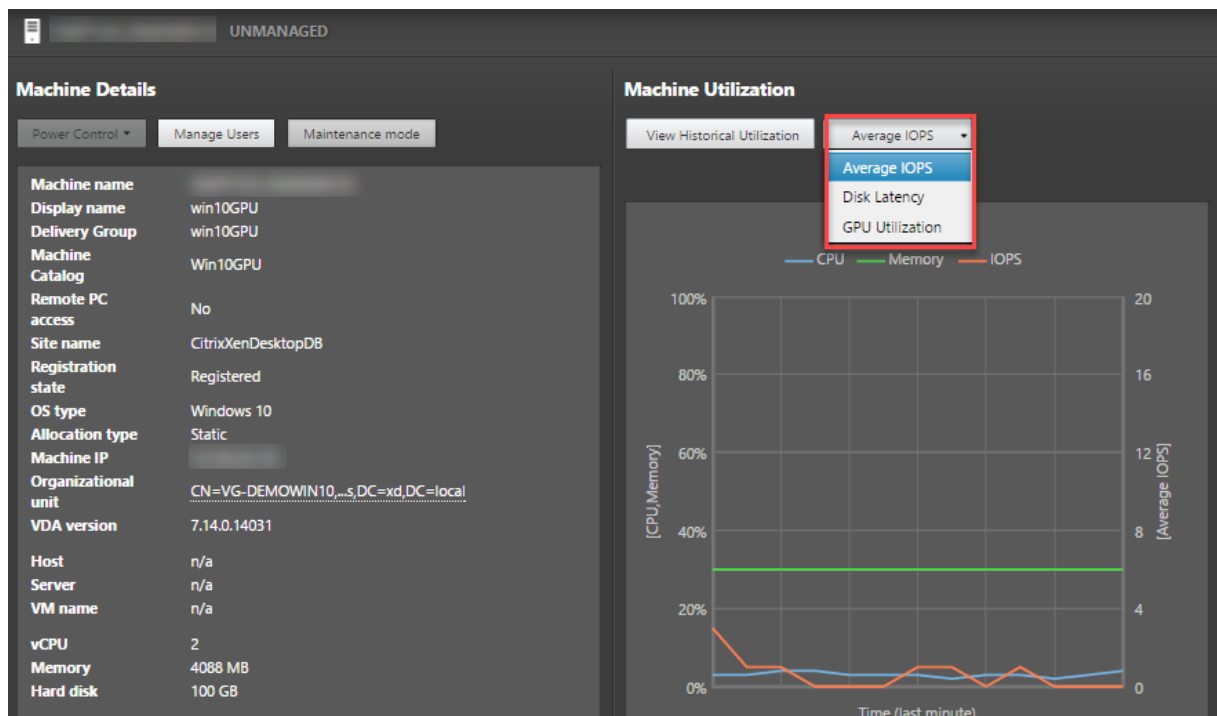 UNMANAGED
Machine Details
Power Control
Manage Users
Maintenance mode
Machine name
Display name win10GPU
Delivery Group win10GPU
Machine
Catalog Win10GPU
Remote PC
access No
Site name CitrixXenDesktopDB
Registration
state Registered
OS type Windows 10
Allocation type Static
Machine IP
Organizational
unit CN=VG-DEMOWIN10,...s,DC=xd,DC=local
VDA version 7.14.0.14031
Host n/a
Server n/a
VM name n/a
vCPU 2
Memory 4088 MB
Hard disk 100 GB
Machine Utilization
View Historical Utilization
Average IOPS
Average IOPS
Disk Latency
GPU Utilization
CPU Memory IOPS
100% 20
80% 16
60% 12
40% 8
20% 4
0% 0
[CPU,Memory]
[Average IOPS]
Time (last minute)